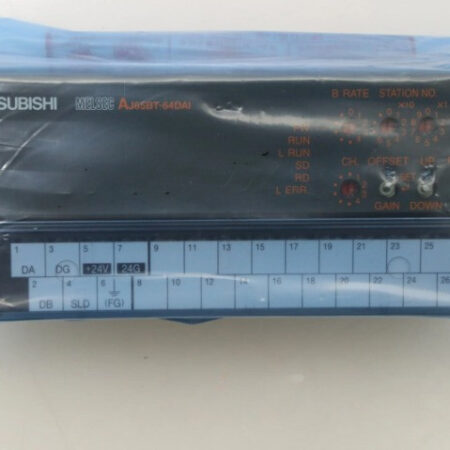 SUBISHI MELSEC AJ65BT-64DAI
B RATE STATION NO.
×10 ×1
RUN
L RUN
SD
RD
L ERR.
CH. OFFSET UP
GAIN DOWN
1 3 5 7 9 11 13 15 17 19 21 23 25
DA DG +24V 24G
2 4 6 8 10 12 14 16 18 20 22 24 26
DB SLD (FG)